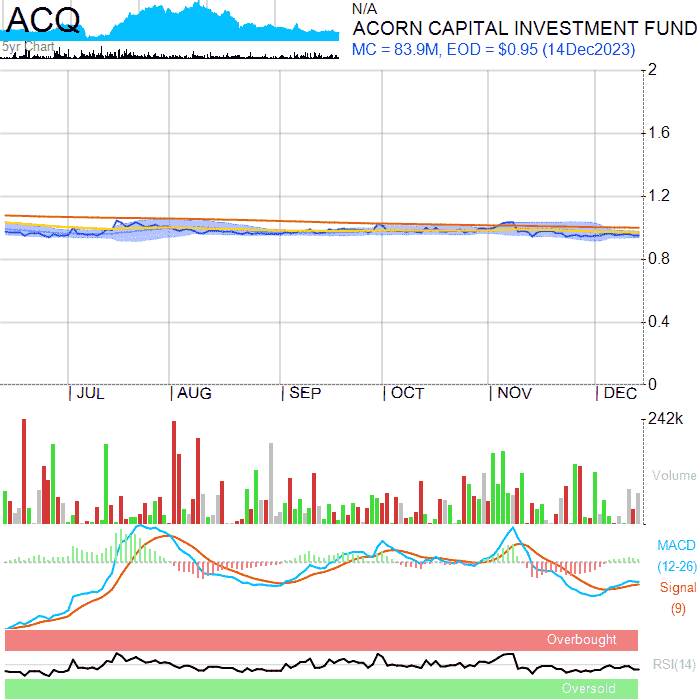 ACQ
5yr Chart
N/A
ACORN CAPITAL INVESTMENT FUND
MC = 83.9M, EOD = $0.95 (14Dec2023)
2
1.6
1.2
0.8
0.4
0
JUL AUG SEP OCT NOV DEC
242k
Volume
MACD
(12-26)
Signal
(9)
Overbought
RSI(14)
Oversold